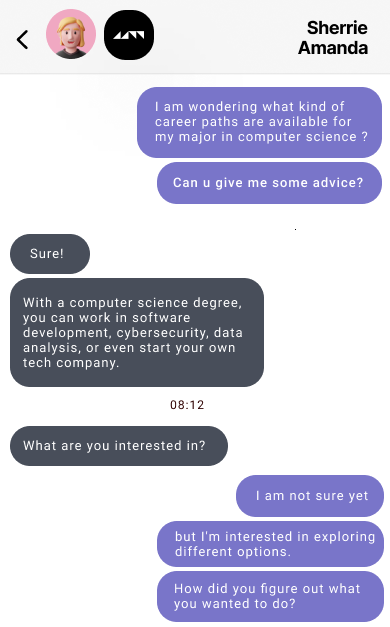 Sherrie
Amanda
I am wondering what kind of
career paths are available for
my major in computer science ?
Can u give me some advice?
Sure!
With a computer science degree,
you can work in software
development, cybersecurity, data
analysis, or even start your own
tech company.
08:12
What are you interested in?
I am not sure yet
but I'm interested in exploring
different options.
How did you figure out what
you wanted to do?